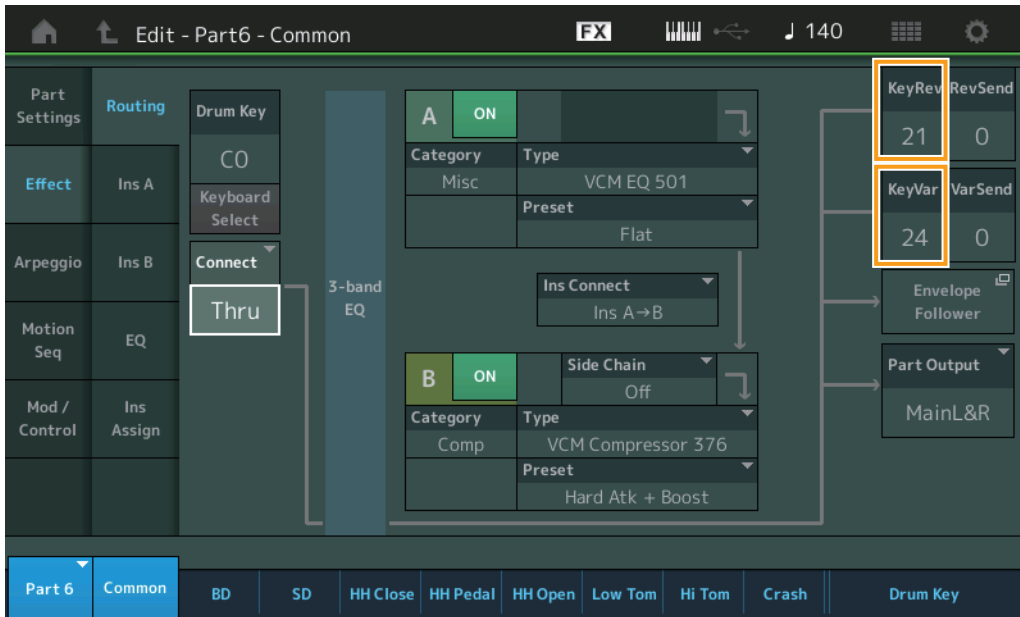 Edit - Part6 - Common
FX
♩ 140
Part
Settings
Effect
Arpeggio
Motion
Seq
Mod /
Control
Routing
Ins A
Ins B
EQ
Ins
Assign
Drum Key
C0
Keyboard
Select
Connect
Thru
3-band
EQ
A ON
Category Type
Misc VCM EQ 501
Preset
Flat
Ins Connect
Ins A→B
B ON
Side Chain
Off
Category Type
Comp VCM Compressor 376
Preset
Hard Atk + Boost
KeyRev RevSend
21 0
KeyVar VarSend
24 0
Envelope
Follower
Part Output
MainL&R
Part 6 Common BD SD HH Close HH Pedal HH Open Low Tom Hi Tom Crash Drum Key